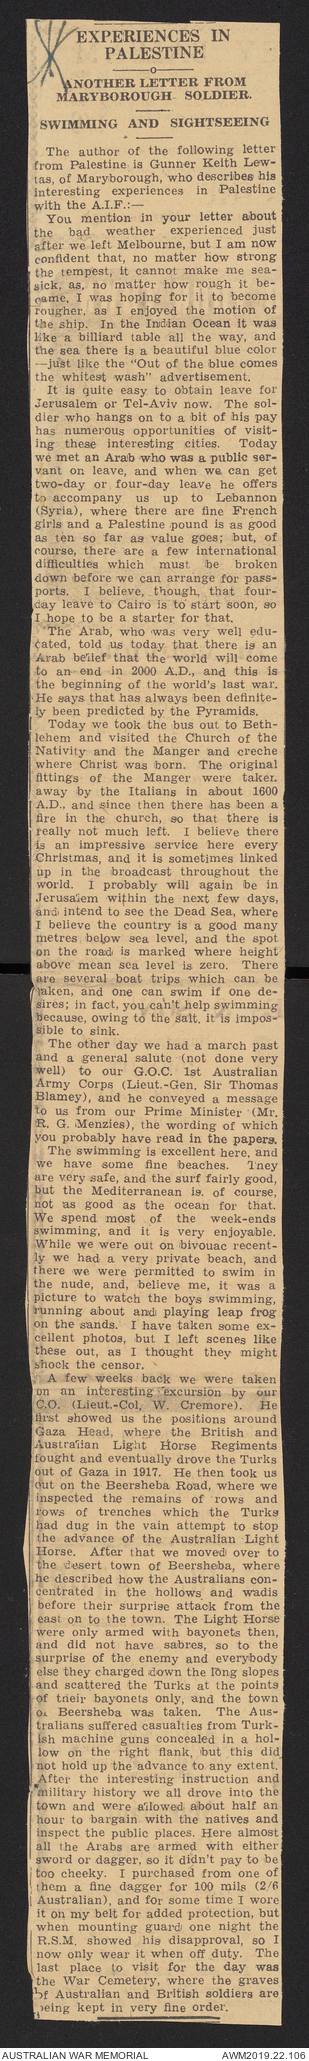 EXPERIENCES IN
PALESTINE
ANOTHER LETTER FROM
MARYBOROUGH SOLDIER.
SWIMMING AND SIGHTSEEING
The author of the following letter
from Palestine is Gunner Keith Lew-
tas, of Maryborough, who describes his
interesting experiences in Palestine
with the A.I.F.:—
You mention in your letter about
the bad weather experienced just
after we left Melbourne, but I am now
confident that, no matter how strong
the tempest, it cannot make me sea-
sick, as, no matter how rough it be-
came, I was hoping for it to become
rougher, as I enjoyed the motion of
the ship. In the Indian Ocean it was
like a billiard table all the way, and
the sea there is a beautiful blue color
—just like the "Out of the blue comes
the whitest wash" advertisement.
It is quite easy to obtain leave for
Jerusalem or Tel-Aviv now. The sol-
dier who hangs on to a bit of his pay
has numerous opportunities of visit-
ing these interesting cities. Today
we met an Arab who was a public ser-
vant on leave, and when we can get
two-day or four-day leave he offers
to accompany us up to Lebannon
(Syria), where there are fine French
girls and a Palestine pound is as good
as ten so far as value goes; but, of
course, there are a few international
difficulties which must be broken
down before we can arrange for pass-
ports. I believe, though, that four-
day leave to Cairo is to start soon, so
I hope to be a starter for that.
The Arab, who was very well edu-
cated, told us today that there is an
Arab belief that the world will come
to an end in 2000 A.D., and this is
the beginning of the world's last war.
He says that has always been definite-
ly been predicted by the Pyramids.
Today we took the bus out to Beth-
lehem and visited the Church of the
Nativity and the Manger and creche
where Christ was born. The original
fittings of the Manger were taken
away by the Italians in about 1600
A.D., and since then there has been a
fire in the church, so that there is
really not much left. I believe there
is an impressive service here every
Christmas, and it is sometimes linked
up in the broadcast throughout the
world. I probably will again be in
Jerusalem within the next few days,
and intend to see the Dead Sea, where
I believe the country is a good many
metres below sea level, and the spot
on the road is marked where height
above mean sea level is zero. There
are several boat trips which can be
taken, and one can swim if one de-
sires; in fact, you can't help swimming
because, owing to the salt, it is impos-
sible to sink.
The other day we had a march past
and a general salute (not done very
well) to our G.O.C. 1st Australian
Army Corps (Lieut.-Gen. Sir Thomas
Blamey), and he conveyed a message
to us from our Prime Minister (Mr.
R. G. Menzies), the wording of which
you probably have read in the papers.
The swimming is excellent here, and
we have some fine beaches. They
are very safe, and the surf fairly good,
but the Mediterranean is, of course,
not as good as the ocean for that.
We spend most of the week-ends
swimming, and it is very enjoyable.
While we were out on bivouac recent-
ly we had a very private beach, and
there we were permitted to swim in
the nude, and, believe me, it was a
picture to watch the boys swimming,
running about and playing leap frog
on the sands. I have taken some ex-
cellent photos, but I left scenes like
these out, as I thought they might
shock the censor.
A few weeks back we were taken
on an interesting excursion by our
C.O. (Lieut.-Col. W. Cremore). He
first showed us the positions around
Gaza Head, where the British and
Australian Light Horse Regiments
fought and eventually drove the Turks
out of Gaza in 1917. He then took us
out on the Beersheba Road, where we
inspected the remains of rows and
rows of trenches which the Turks
had dug in the vain attempt to stop
the advance of the Australian Light
Horse. After that we moved over to
the desert town of Beersheba, where
he described how the Australians con-
centrated in the hollows and wadis
before their surprise attack from the
east on to the town. The Light Horse
were only armed with bayonets then,
and did not have sabres, so to the
surprise of the enemy and everybody
else they charged down the long slopes
and scattered the Turks at the points
of their bayonets only, and the town
of Beersheba was taken. The Aus-
tralians suffered casualties from Turk-
ish machine guns concealed in a hol-
low on the right flank, but this did
not hold up the advance to any extent.
After the interesting instruction and
military history we all drove into the
town and were allowed about half an
hour to bargain with the natives and
inspect the public places. Here almost
all the Arabs are armed with either
sword or dagger, so it didn't pay to be
too cheeky. I purchased from one of
them a fine dagger for 100 mils (2/6
Australian), and for some time I wore
it on my belt for added protection, but
when mounting guard one night the
R.S.M. showed his disapproval, so I
now only wear it when off duty. The
last place to visit for the day was
the War Cemetery, where the graves
of Australian and British soldiers are
being kept in very fine order.
AUSTRALIAN WAR MEMORIAL
AWM2019.22.106